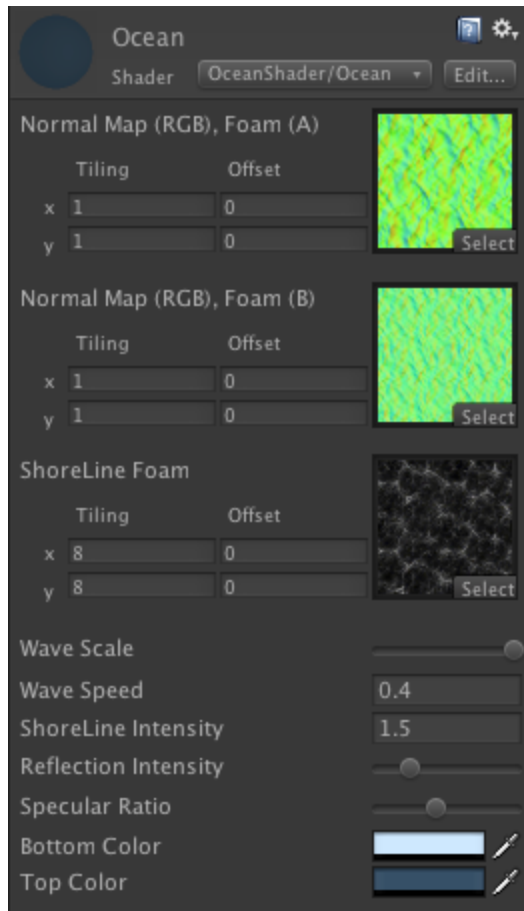 Ocean
Shader OceanShader/Ocean Edit...
Normal Map (RGB), Foam (A)
Tiling Offset
x 1 0
y 1 0
Select
Normal Map (RGB), Foam (B)
Tiling Offset
x 1 0
y 1 0
Select
ShoreLine Foam
Tiling Offset
x 8 0
y 8 0
Select
Wave Scale
Wave Speed 0.4
ShoreLine Intensity 1.5
Reflection Intensity
Specular Ratio
Bottom Color
Top Color